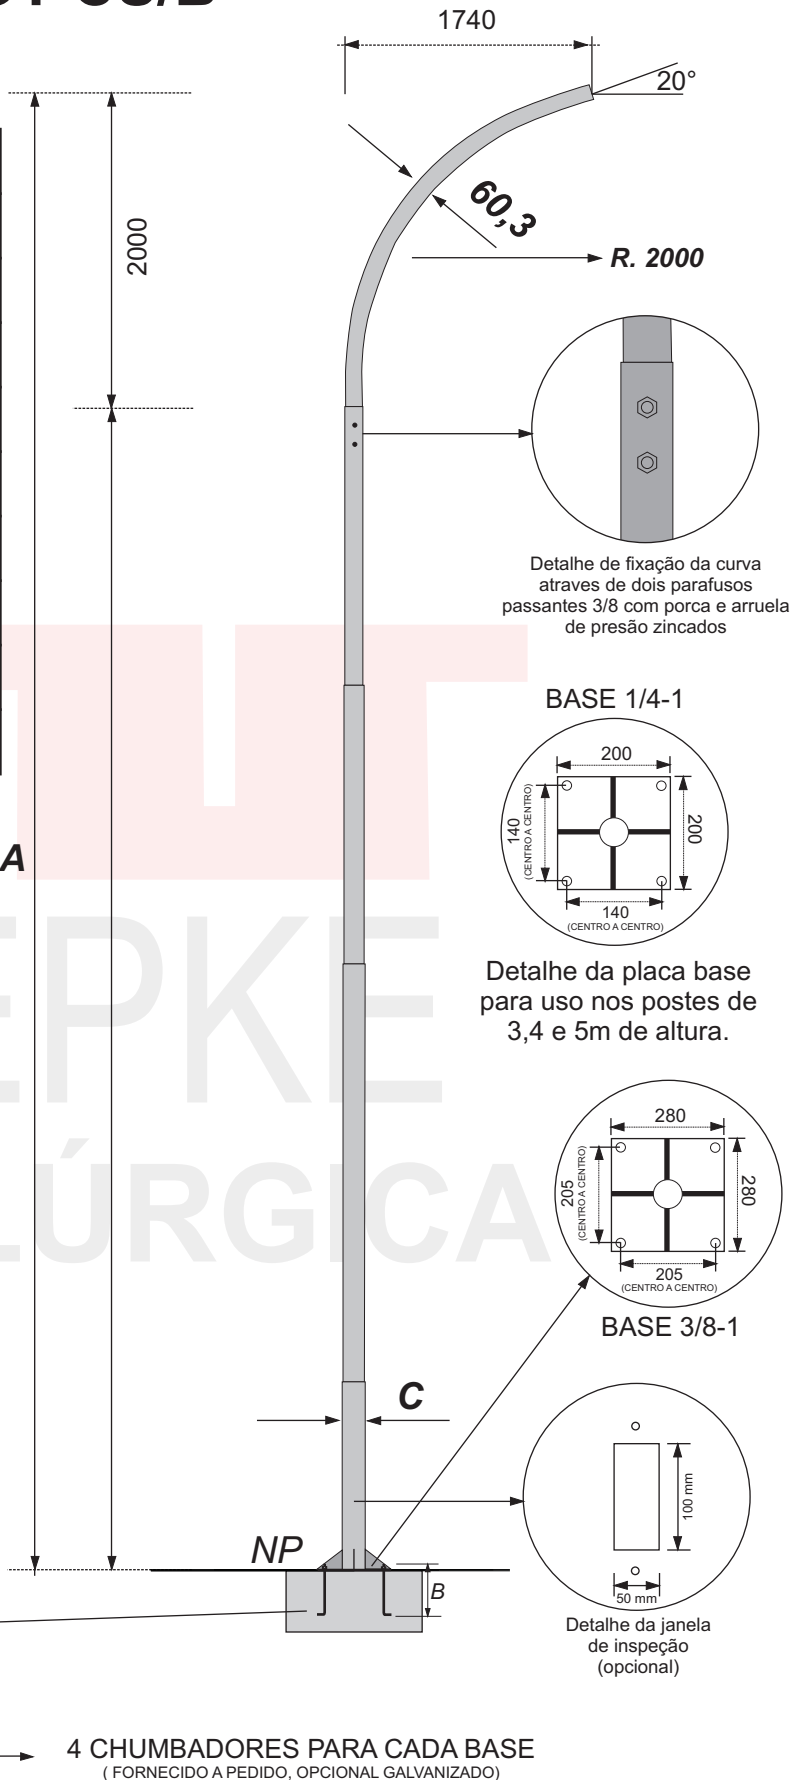 1740
20°
2000
60,3
R. 2000
Detalhe de fixação da curva
atraves de dois parafusos
passantes 3/8 com porca e arruela
de presão zincados
BASE 1/4-1
200
140
(CENTRO A CENTRO)
200
140
(CENTRO A CENTRO)
A
Detalhe da placa base
para uso nos postes de
3,4 e 5m de altura.
EPKE
280
205
(CENTRO A CENTRO)
280
205
(CENTRO A CENTRO)
LÚRGICA
BASE 3/8-1
C
100 mm
NP
B
50 mm
Detalhe da janela
de inspeção
(opcional)
4 CHUMBADORES PARA CADA BASE
( FORNECIDO A PEDIDO, OPCIONAL GALVANIZADO)